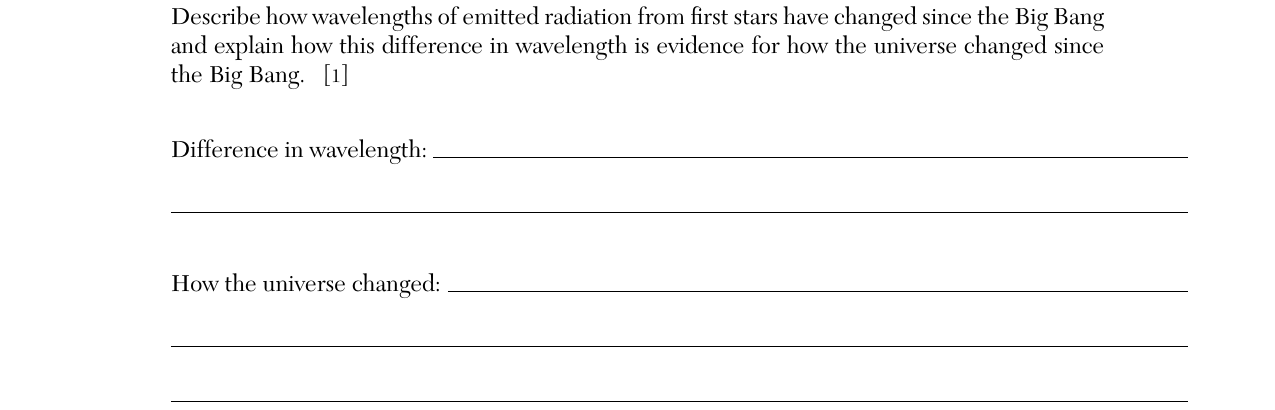 Describe how wavelengths of emitted radiation from first stars have changed since the Big Bang
and explain how this difference in wavelength is evidence for how the universe changed since
the Big Bang. [1]
Difference in wavelength:
How the universe changed: